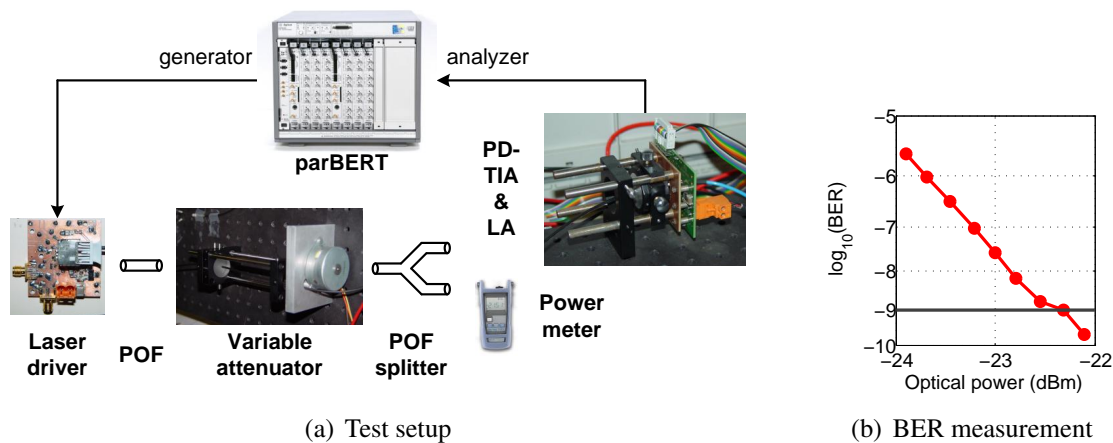 generator
analyzer
parBERT
PD-
TIA
&
LA
Laser
driver
POF
Variable
attenuator
POF
splitter
Power
meter
(a) Test setup
−5
−6
−7
−8
−9
−10
log10(BER)
−24
−23
−22
Optical power (dBm)
(b) BER measurement